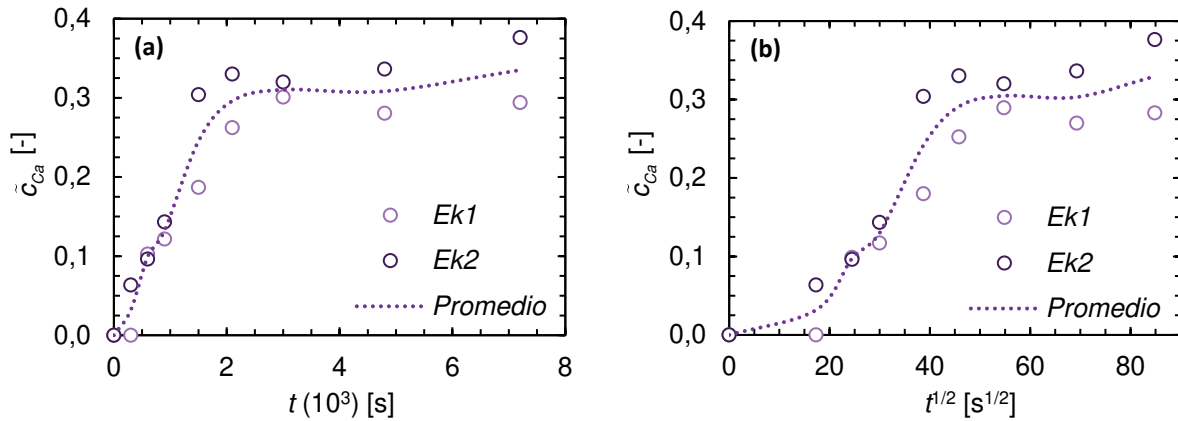 (a)
0,4
0,3
0,2
0,1
0,0
c̃Ca [-]
Ek1
Ek2
Promedio
0 2 4 6 8
t (10³) [s]
(b)
0,4
0,3
0,2
0,1
0,0
c̃Ca [-]
Ek1
Ek2
Promedio
0 20 40 60 80
t¹/² [s¹/²]